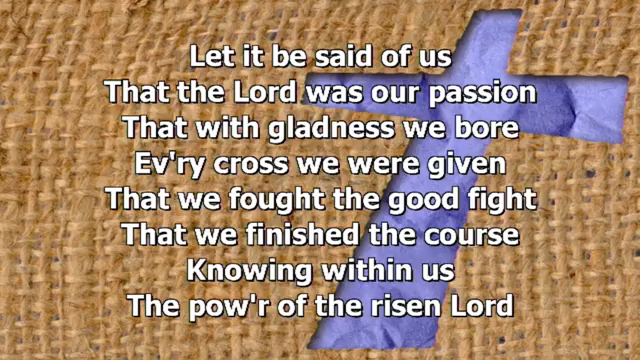 Let it be said of us
That the Lord was our passion
That with gladness we bore
Ev'ry cross we were given
That we fought the good fight
That we finished the course
Knowing within us
The pow'r of the risen Lord